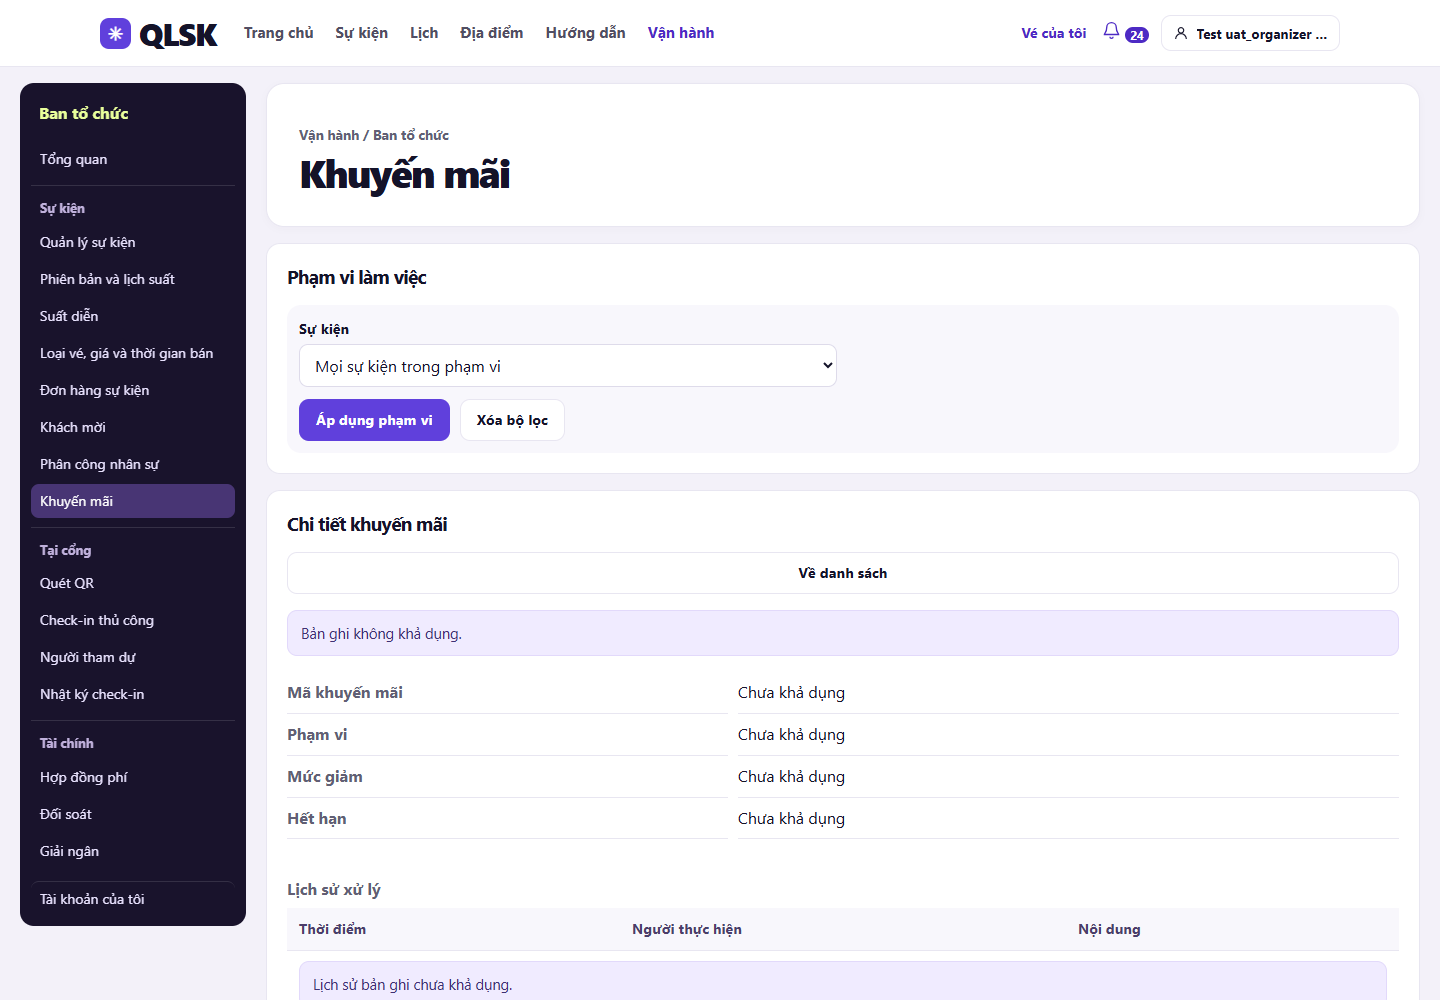 QLSK
Trang chủ
Sự kiện
Lịch
Địa điểm
Hướng dẫn
Vận hành
Vé của tôi
24
Test uat_organizer ...
Ban tổ chức
Tổng quan
Sự kiện
Quản lý sự kiện
Phiên bản và lịch suất
Suất diễn
Loại vé, giá và thời gian bán
Đơn hàng sự kiện
Khách mời
Phân công nhân sự
Khuyến mãi
Tại cổng
Quét QR
Check-in thủ công
Người tham dự
Nhật ký check-in
Tài chính
Hợp đồng phí
Đối soát
Giải ngân
Tài khoản của tôi
Vận hành / Ban tổ chức
Khuyến mãi
Phạm vi làm việc
Sự kiện
Mọi sự kiện trong phạm vi
Áp dụng phạm vi
Xóa bộ lọc
Chi tiết khuyến mãi
Về danh sách
Bản ghi không khả dụng.
Mã khuyến mãi Chưa khả dụng
Phạm vi Chưa khả dụng
Mức giảm Chưa khả dụng
Hết hạn Chưa khả dụng
Lịch sử xử lý
Thời điểm Người thực hiện Nội dung
Lịch sử bản ghi chưa khả dụng.